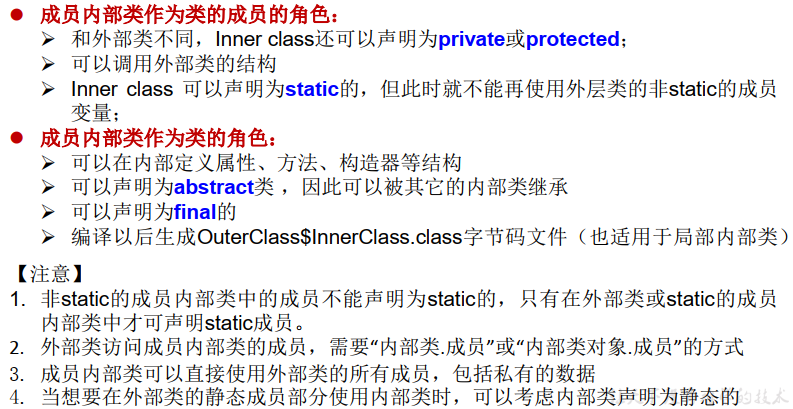 ● 成员内部类作为类的成员的角色：
➢ 和外部类不同，Inner class还可以声明为private或protected；
➢ 可以调用外部类的结构
➢ Inner class 可以声明为static的，但此时就不能再使用外层类的非static的成员
变量；
● 成员内部类作为类的角色：
➢ 可以在内部定义属性、方法、构造器等结构
➢ 可以声明为abstract类 ，因此可以被其它的内部类继承
➢ 可以声明为final的
➢ 编译以后生成OuterClass$InnerClass.class字节码文件（也适用于局部内部类）
【注意】
1. 非static的成员内部类中的成员不能声明为static的，只有在外部类或static的成员
内部类中才可声明static成员。
2. 外部类访问成员内部类的成员，需要“内部类.成员”或“内部类对象.成员”的方式
3. 成员内部类可以直接使用外部类的所有成员，包括私有的数据
4. 当想要在外部类的静态成员部分使用内部类时，可以考虑内部类声明为静态的
的技术